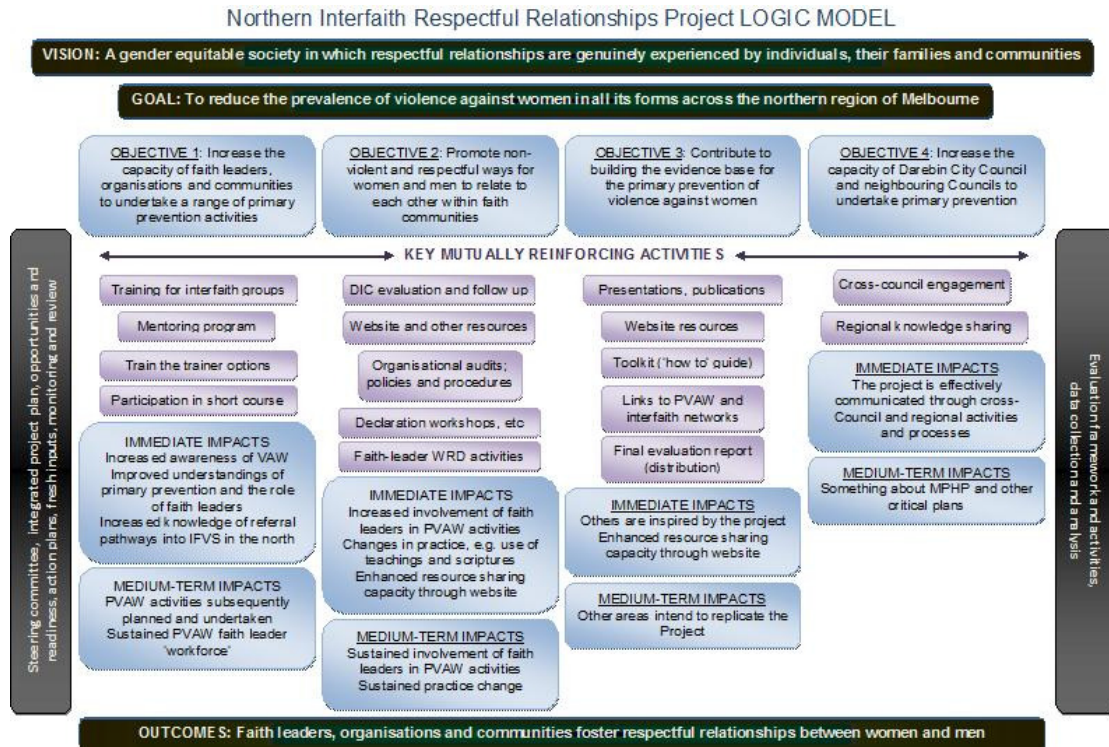 Northern Interfaith Respectful Relationships Project LOGIC MODEL
VISION: A gender equitable society in which respectful relationships are genuinely experienced by individuals, their families and communities
GOAL: To reduce the prevalence of violence against women in all its forms across the northern region of Melbourne
OBJECTIVE 1: Increase the
capacity of faith leaders,
organisations and communities
to undertake a range of primary
prevention activities
OBJECTIVE 2: Promote non-
violent and respectful ways for
women and men to relate to
each other within faith
communities
OBJECTIVE 3: Contribute to
building the evidence base for
the primary prevention of
violence against women
OBJECTIVE 4: Increase the
capacity of Darebin City Council
and neighbouring Councils to
undertake primary prevention
Steering committee, integrated project plan, opportunities and
readiness, action plans, fresh inputs, monitoring and review
KEY MUTUALLY REINFORCING ACTIVITIES
Training for interfaith groups
Mentoring program
Train the trainer options
Participation in short course
IMMEDIATE IMPACTS
Increased awareness of VAW
Improved understandings of
primary prevention and the role
of faith leaders
Increased knowledge of referral
pathways into IFVS in the north
MEDIUM-TERM IMPACTS
PVAW activities subsequently
planned and undertaken
Sustained PVAW faith leader
'workforce'
DIC evaluation and follow up
Website and other resources
Organisational audits;
policies and procedures
Declaration workshops, etc
Faith-leader WRD activities
IMMEDIATE IMPACTS
Increased involvement of faith
leaders in PVAW activities
Changes in practice, e.g. use of
teachings and scriptures
Enhanced resource sharing
capacity through website
MEDIUM-TERM IMPACTS
Sustained involvement of faith
leaders in PVAW activities
Sustained practice change
Presentations, publications
Website resources
Toolkit ('how to' guide)
Links to PVAW and
interfaith networks
Final evaluation report
(distribution)
IMMEDIATE IMPACTS
Others are inspired by the project
Enhanced resource sharing
capacity through website
MEDIUM-TERM IMPACTS
Other areas intend to replicate the
Project
Cross-council engagement
Regional knowledge sharing
IMMEDIATE IMPACTS
The project is effectively
communicated through cross-
Council and regional activities
and processes
MEDIUM-TERM IMPACTS
Something about MPHP and other
critical plans
Evaluation framework and activities,
data collection and analysis
OUTCOMES: Faith leaders, organisations and communities foster respectful relationships between women and men